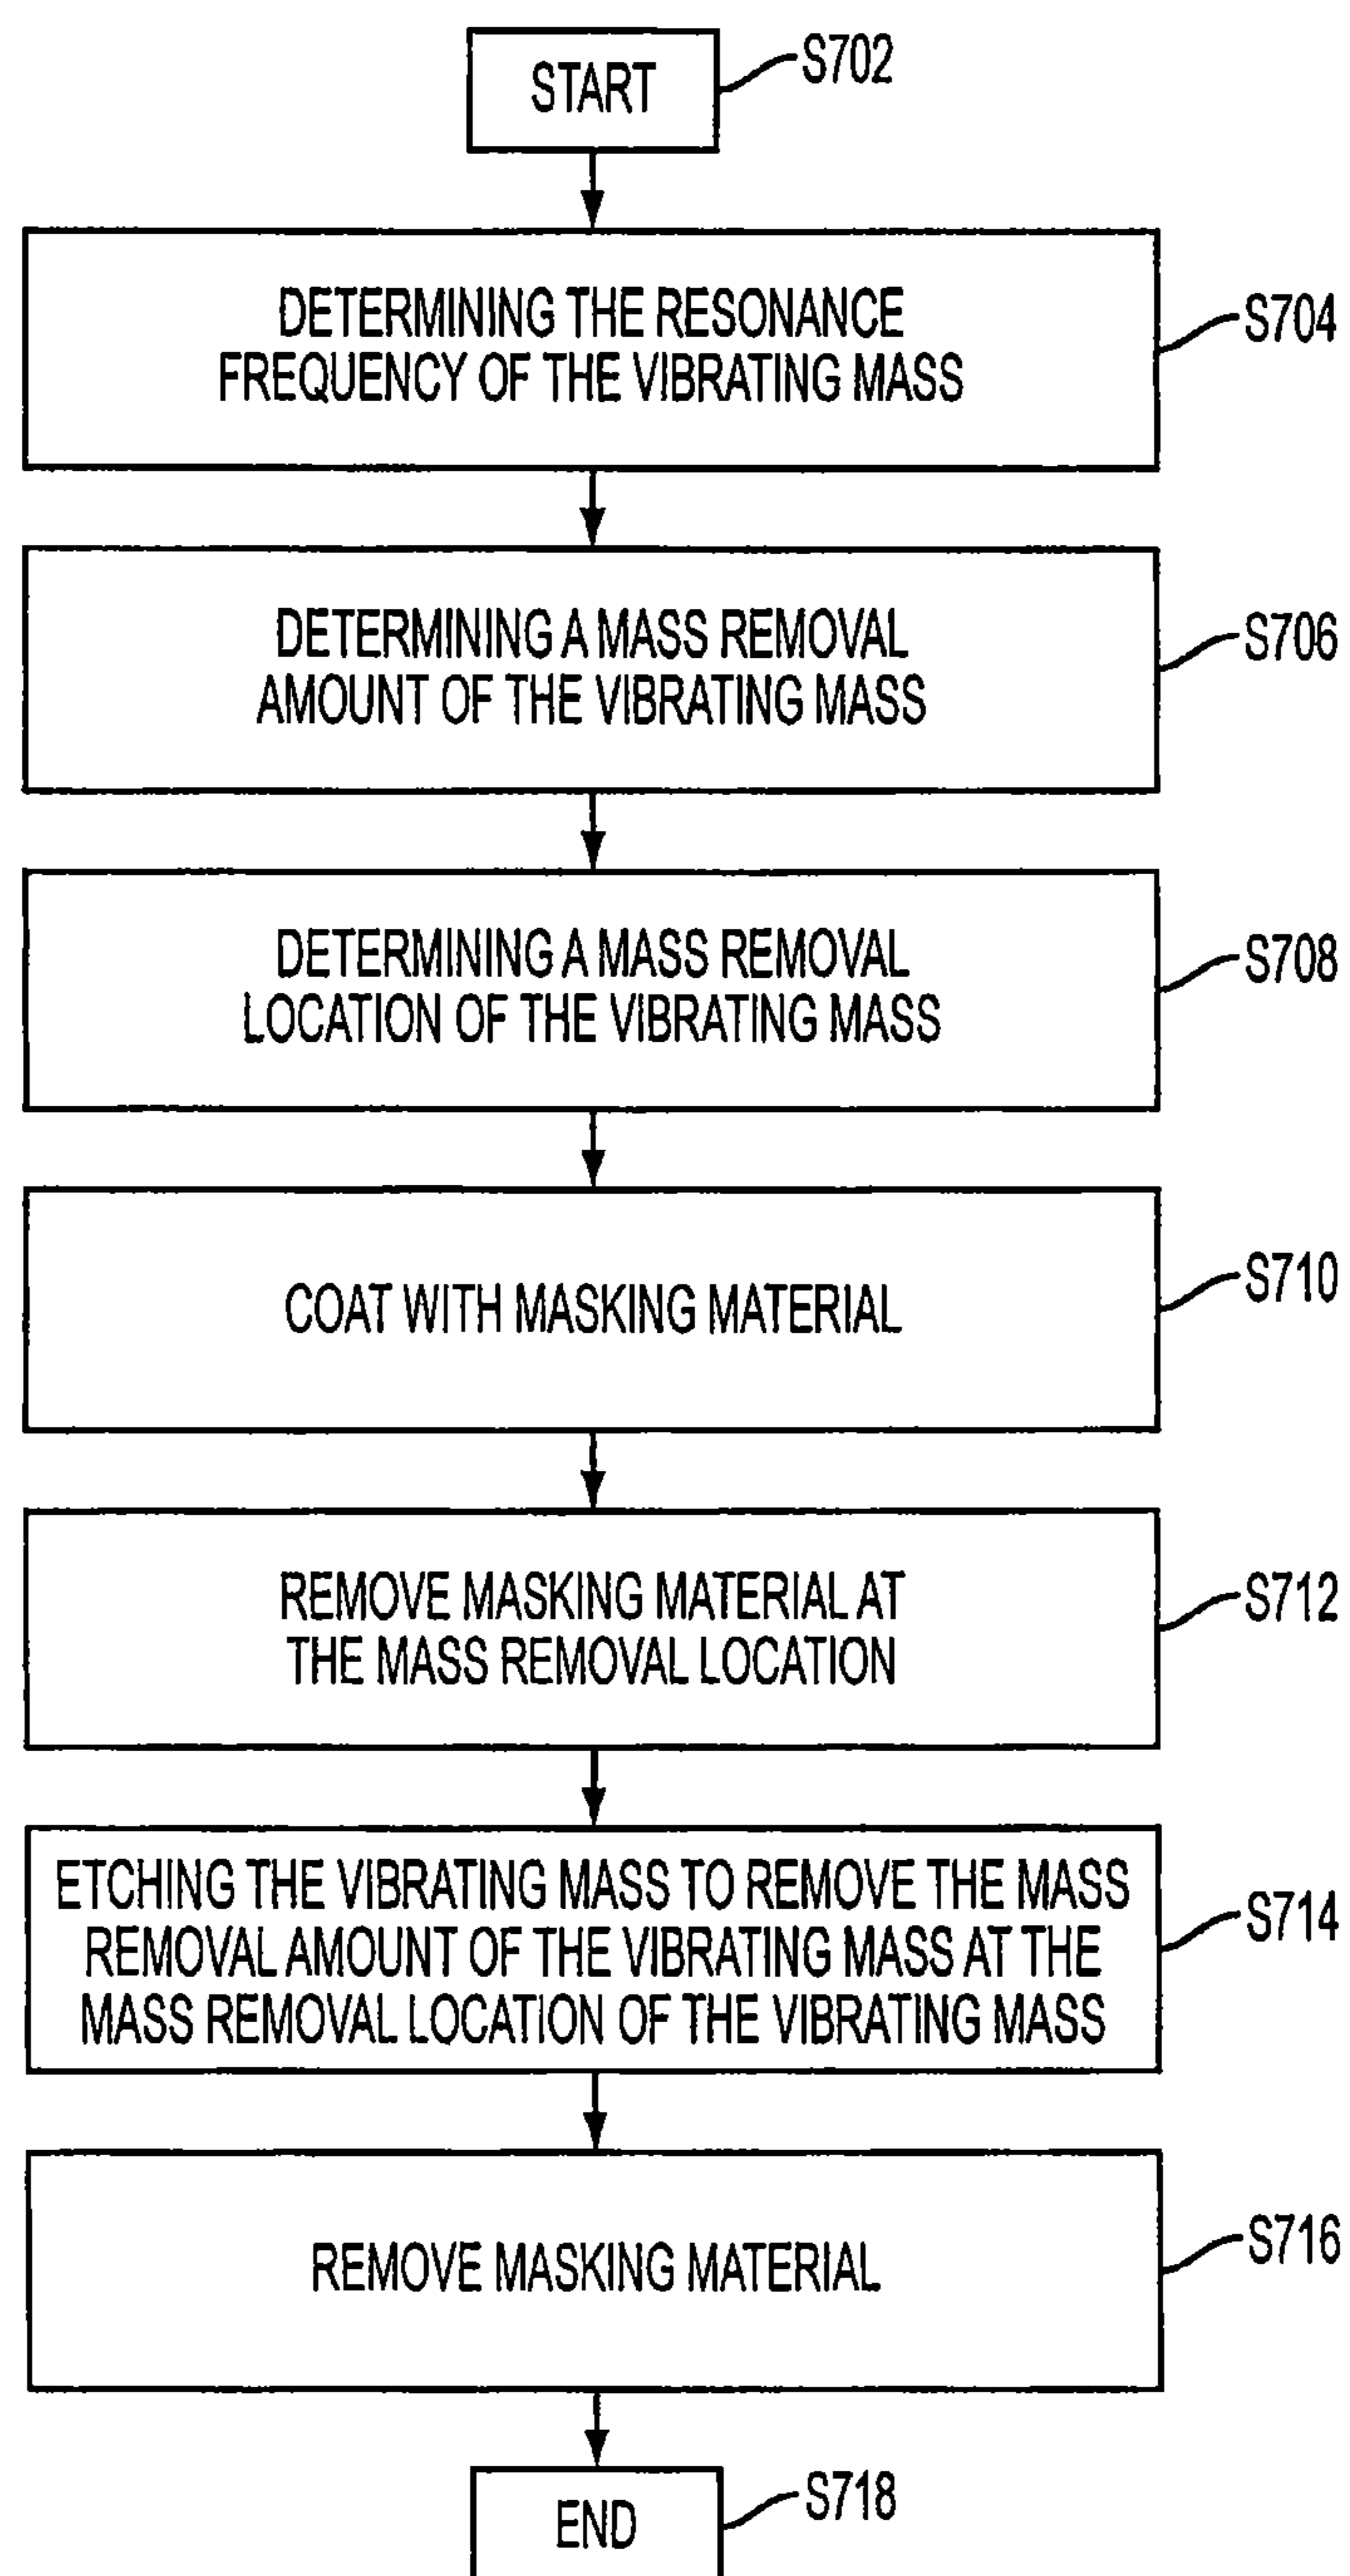 START
S702
DETERMINING THE RESONANCE
FREQUENCY OF THE VIBRATING MASS
S704
DETERMINING A MASS REMOVAL
AMOUNT OF THE VIBRATING MASS
S706
DETERMINING A MASS REMOVAL
LOCATION OF THE VIBRATING MASS
S708
COAT WITH MASKING MATERIAL
S710
REMOVE MASKING MATERIAL AT
THE MASS REMOVAL LOCATION
S712
ETCHING THE VIBRATING MASS TO REMOVE THE MASS
REMOVAL AMOUNT OF THE VIBRATING MASS AT THE
MASS REMOVAL LOCATION OF THE VIBRATING MASS
S714
REMOVE MASKING MATERIAL
S716
END
S718